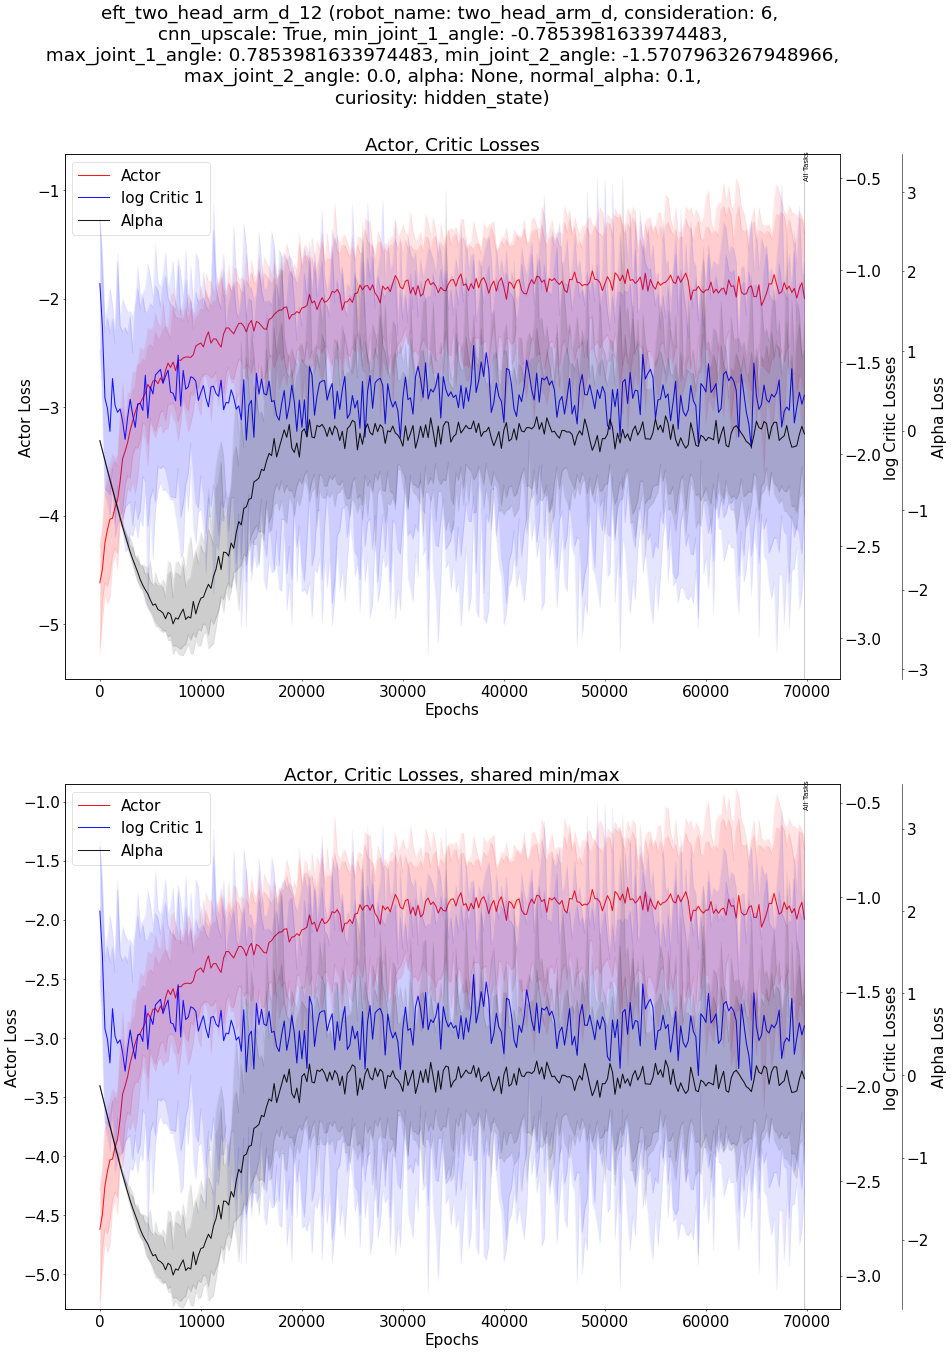 eft_two_head_arm_d_12 (robot_name: two_head_arm_d, consideration: 6,
cnn_upscale: True, min_joint_1_angle: -0.7853981633974483,
max_joint_1_angle: 0.7853981633974483, min_joint_2_angle: -1.5707963267948966,
max_joint_2_angle: 0.0, alpha: None, normal_alpha: 0.1,
curiosity: hidden_state)
Actor, Critic Losses
Actor
log Critic 1
Alpha
All Tasks
−1
−2
−3
−4
−5
Actor Loss
−0.5
−1.0
−1.5
−2.0
−2.5
−3.0
log Critic Losses
3
2
1
0
−1
−2
−3
Alpha Loss
0 10000 20000 30000 40000 50000 60000 70000
Epochs
Actor, Critic Losses, shared min/max
Actor
log Critic 1
Alpha
All Tasks
−1.0
−1.5
−2.0
−2.5
−3.0
−3.5
−4.0
−4.5
−5.0
Actor Loss
−0.5
−1.0
−1.5
−2.0
−2.5
−3.0
log Critic Losses
3
2
1
0
−1
−2
Alpha Loss
0 10000 20000 30000 40000 50000 60000 70000
Epochs